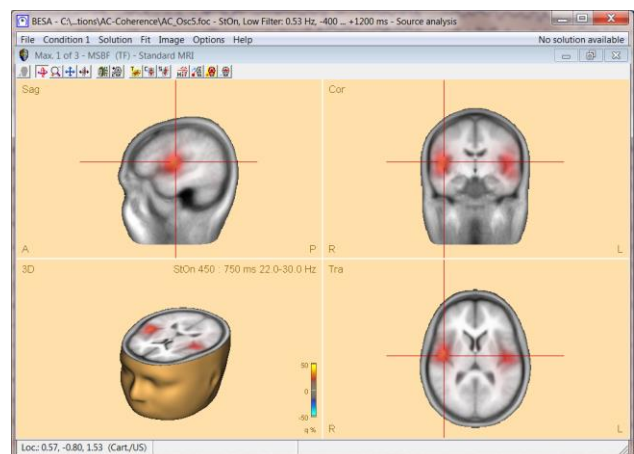 BESA - C:\...tions\AC-Coherence\AC_Osc5.foc - StOn, Low Filter: 0.53 Hz, -400 ... +1200 ms - Source analysis
File Condition 1 Solution Fit Image Options Help No solution available
Max. 1 of 3 - MSBF (TF) - Standard MRI
Sag
Cor
A
P
R
L
3D
StOn 450 : 750 ms 22.0-30.0 Hz
Tra
50
0
-50
q %
R
L
Loc.: 0.57, -0.80, 1.53 (Cart./US)